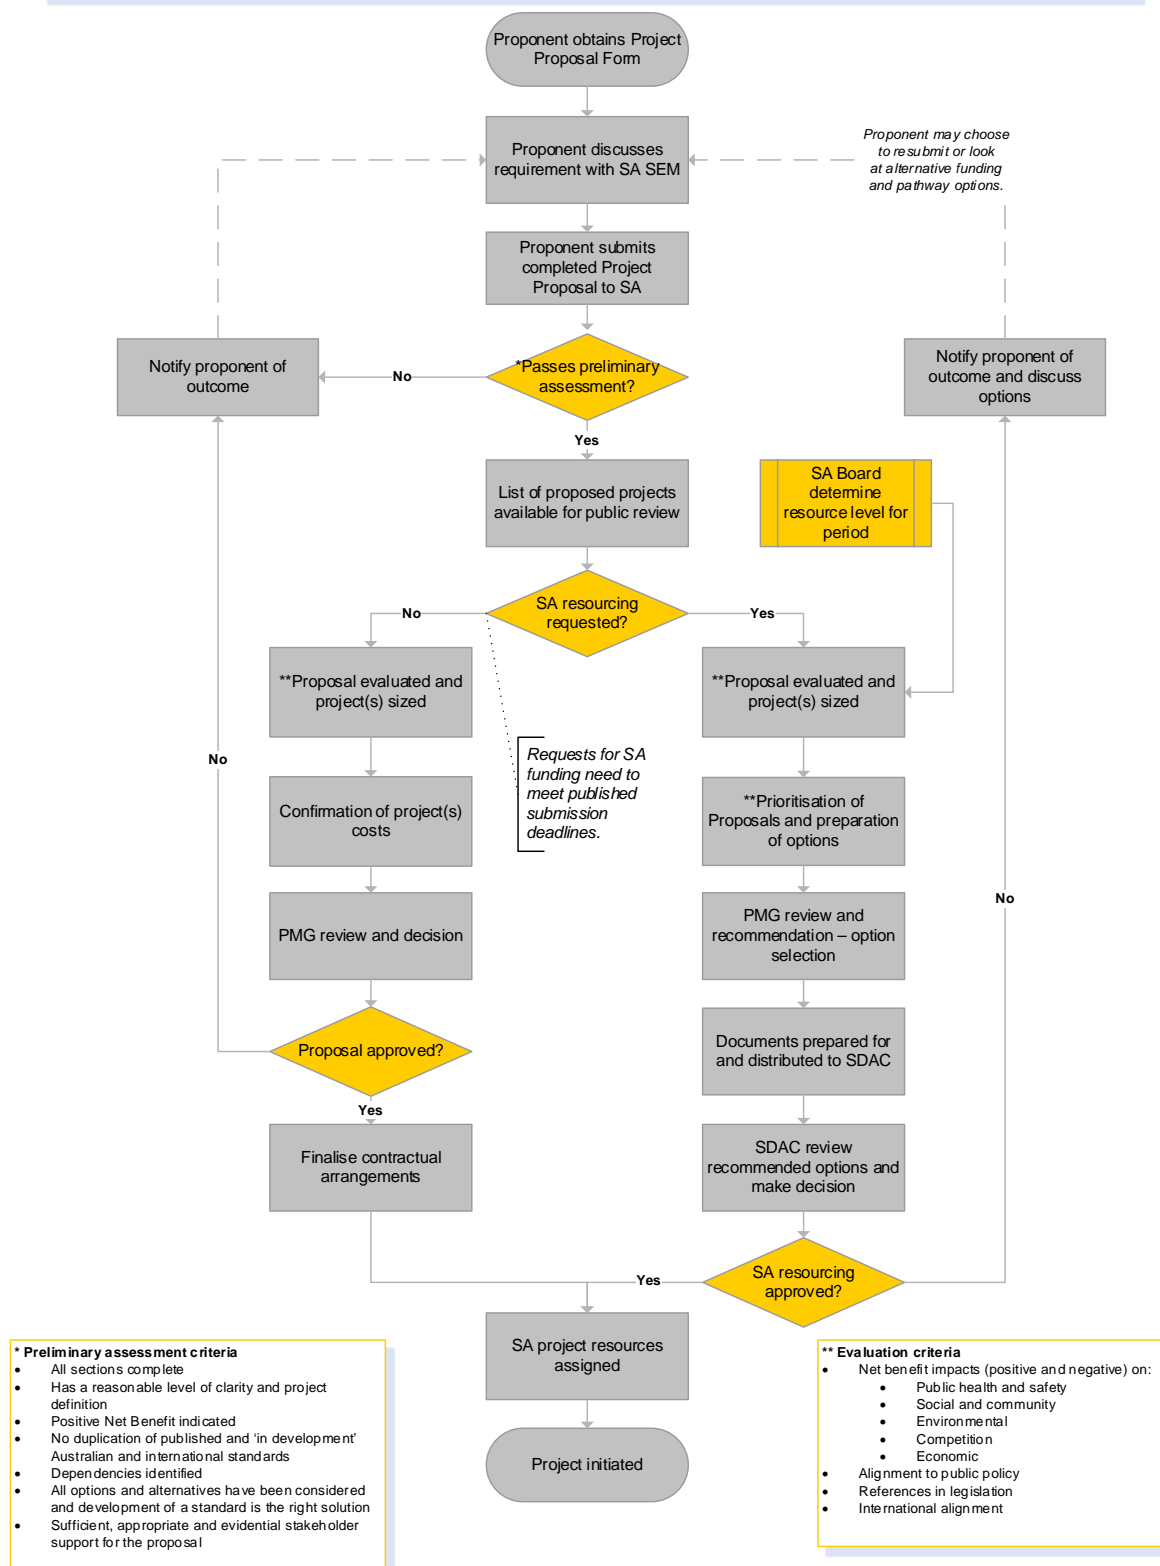 Proponent obtains Project
Proposal Form
Proponent discusses
requirement with SA SEM
Proponent may choose
to resubmit or look
at alternative funding
and pathway options.
Proponent submits
completed Project
Proposal to SA
Notify proponent of
outcome
No
*Passes preliminary
assessment?
Notify proponent of
outcome and discuss
options
Yes
List of proposed projects
available for public review
SA Board
determine
resource level for
period
No
SA resourcing
requested?
Yes
**Proposal evaluated and
project(s) sized
**Proposal evaluated and
project(s) sized
No
Requests for SA
funding need to
meet published
submission
deadlines.
Confirmation of project(s)
costs
**Prioritisation of
Proposals and preparation
of options
No
PMG review and decision
PMG review and
recommendation – option
selection
Proposal approved?
Documents prepared for
and distributed to SDAC
Yes
Finalise contractual
arrangements
SDAC review
recommended options and
make decision
Yes
SA resourcing
approved?
SA project resources
assigned
Project initiated
* Preliminary assessment criteria
• All sections complete
• Has a reasonable level of clarity and project
definition
• Positive Net Benefit indicated
• No duplication of published and ‘in development’
Australian and international standards
• Dependencies identified
• All options and alternatives have been considered
and development of a standard is the right solution
• Sufficient, appropriate and evidential stakeholder
support for the proposal
** Evaluation criteria
• Net benefit impacts (positive and negative) on:
• Public health and safety
• Social and community
• Environmental
• Competition
• Economic
• Alignment to public policy
• References in legislation
• International alignment